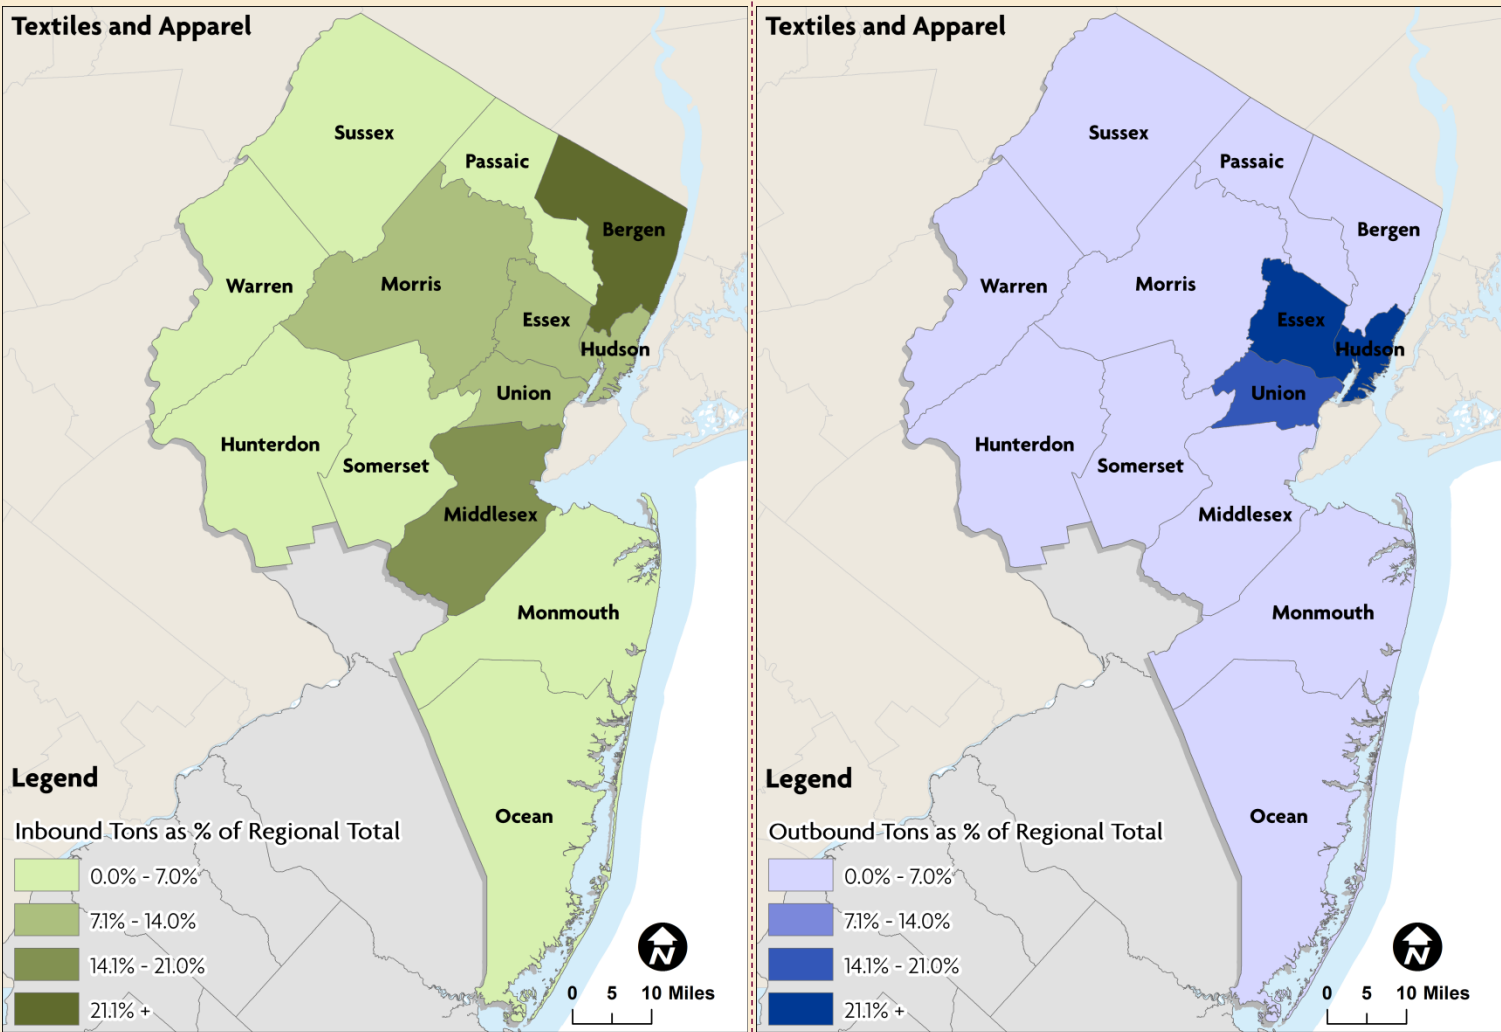 Textiles and Apparel
Sussex
Passaic
Bergen
Warren
Morris
Essex
Hudson
Union
Hunterdon
Somerset
Middlesex
Monmouth
Ocean
Legend
Inbound Tons as % of Regional Total
0.0% - 7.0%
7.1% - 14.0%
14.1% - 21.0%
21.1% +
N
0 5 10 Miles
Textiles and Apparel
Sussex
Passaic
Bergen
Warren
Morris
Essex
Hudson
Union
Hunterdon
Somerset
Middlesex
Monmouth
Ocean
Legend
Outbound Tons as % of Regional Total
0.0% - 7.0%
7.1% - 14.0%
14.1% - 21.0%
21.1% +
N
0 5 10 Miles